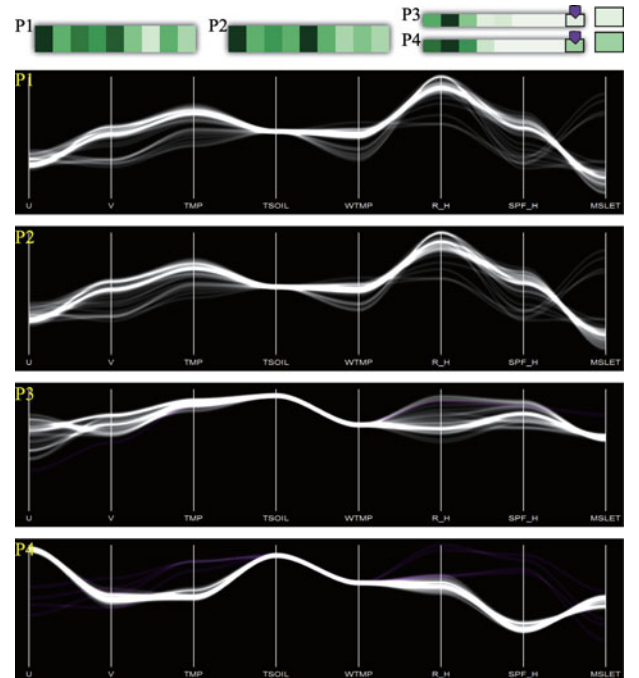 P1
P2
P3
P4
P1
U V TMP TSOIL WTMP R_H SPF_H MSLET
P2
U V TMP TSOIL WTMP R_H SPF_H MSLET
P3
U V TMP TSOIL WTMP R_H SPF_H MSLET
P4
U V TMP TSOIL WTMP R_H SPF_H MSLET